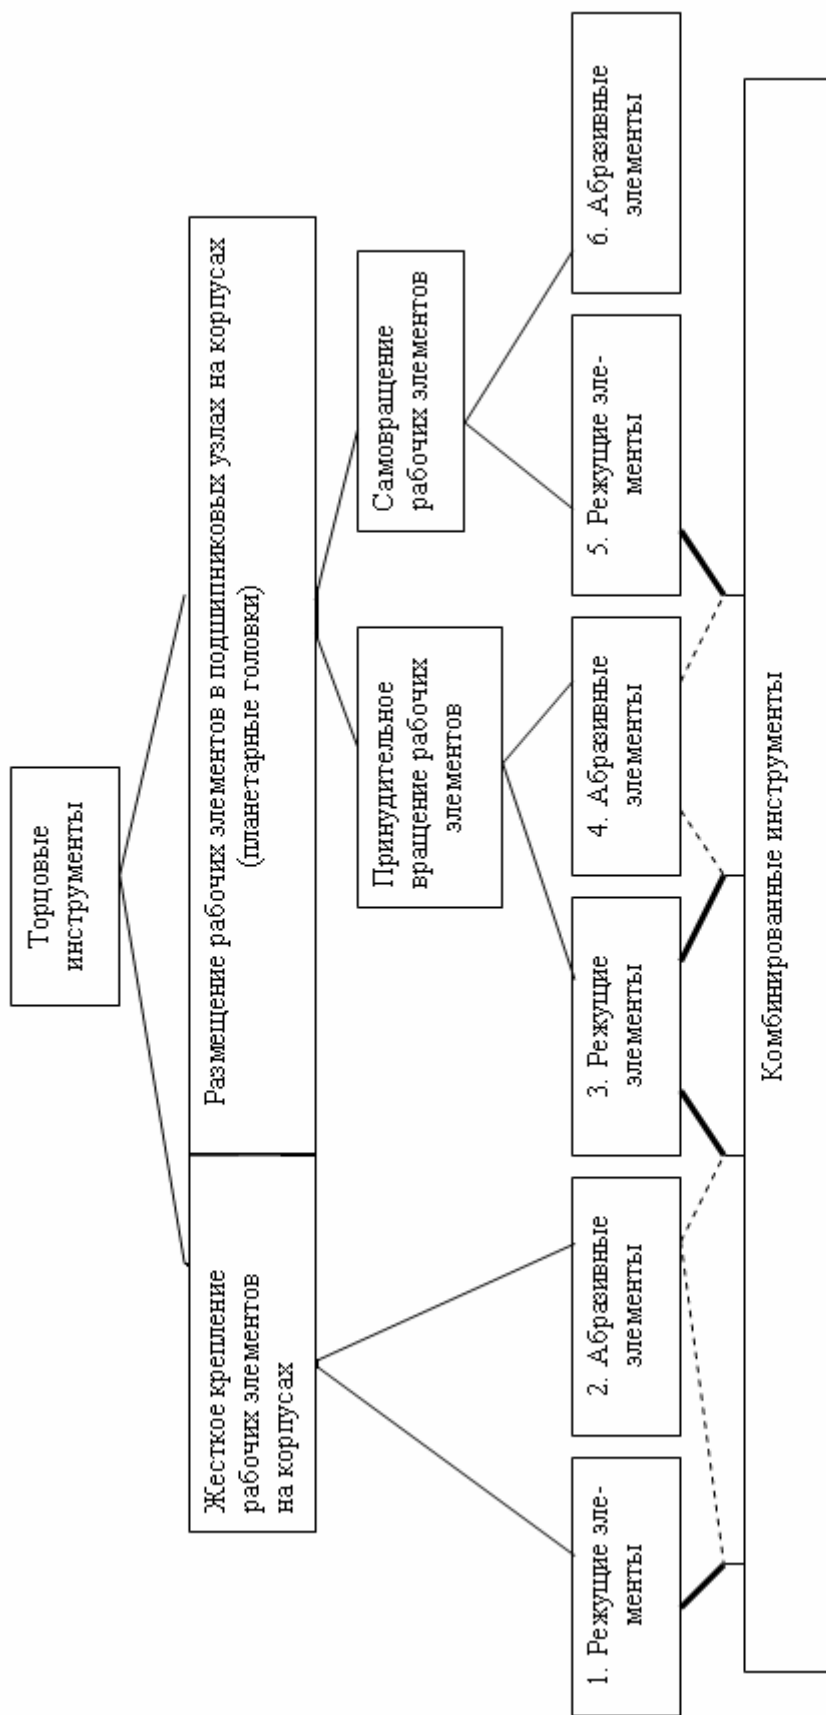 Торцовые
инструменты
Жесткое крепление
рабочих элементов
на корпусах
Размещение рабочих элементов в подшипниковых узлах на корпусах
(планетарные головки)
Принудительное
вращение рабочих
элементов
Самовращение
рабочих элементов
1. Режущие эле-
менты
2. Абразивные
элементы
3. Режущие
элементы
4. Абразивные
элементы
5. Режущие эле-
менты
6. Абразивные
элементы
Комбинированные инструменты